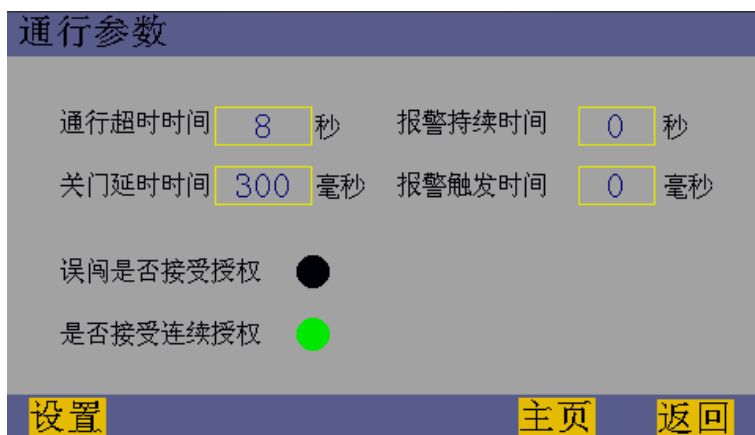 通行参数
通行超时时间 8 秒 报警持续时间 0 秒
关门延时时间 300 毫秒 报警触发时间 0 毫秒
误闯是否接受授权
是否接受连续授权
设置 主页 返回